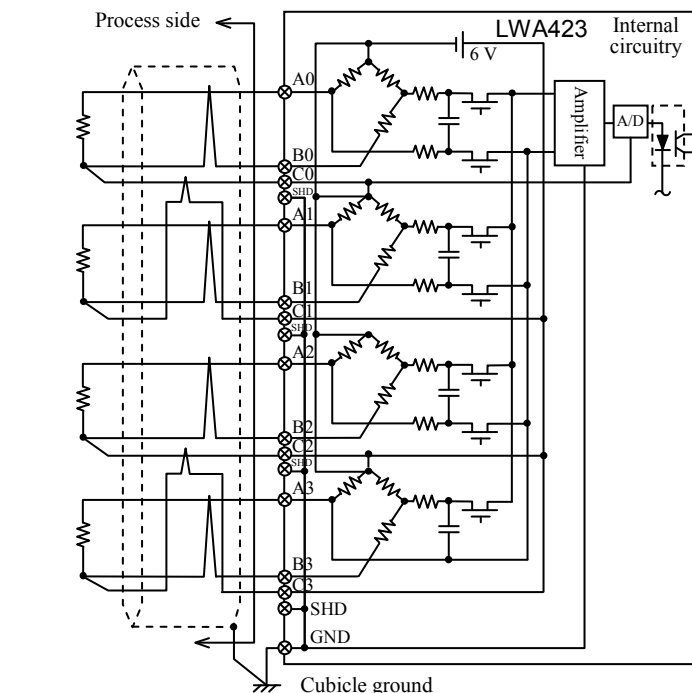 Process side
LWA423
Internal
circuitry
6 V
A0
Amplifier
A/D
B0
C0
SHD
A1
B1
C1
SHD
A2
B2
C2
SHD
A3
B3
C3
SHD
GND
Cubicle ground